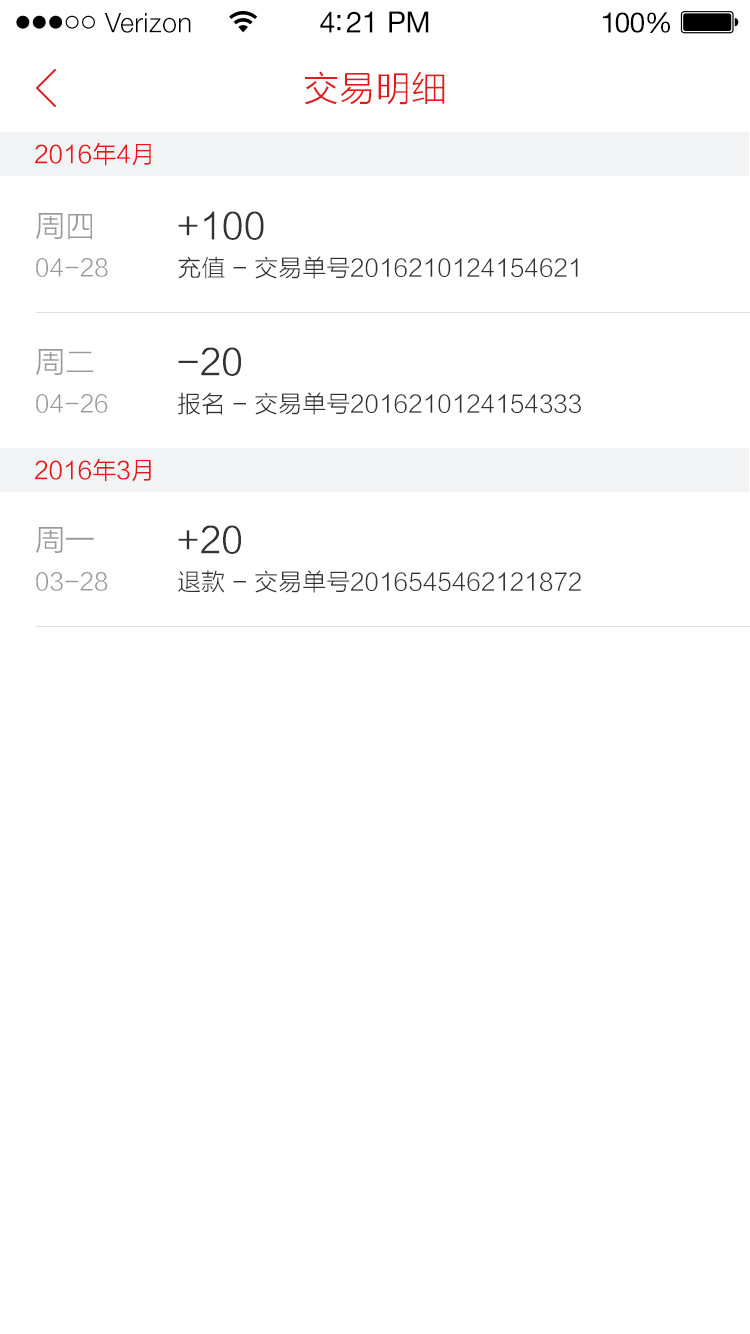 Verizon 4:21 PM 100%
交易明细
2016年4月
周四 +100
04-28 充值 - 交易单号2016210124154621
周二 -20
04-26 报名 - 交易单号2016210124154333
2016年3月
周一 +20
03-28 退款 - 交易单号2016545462121872